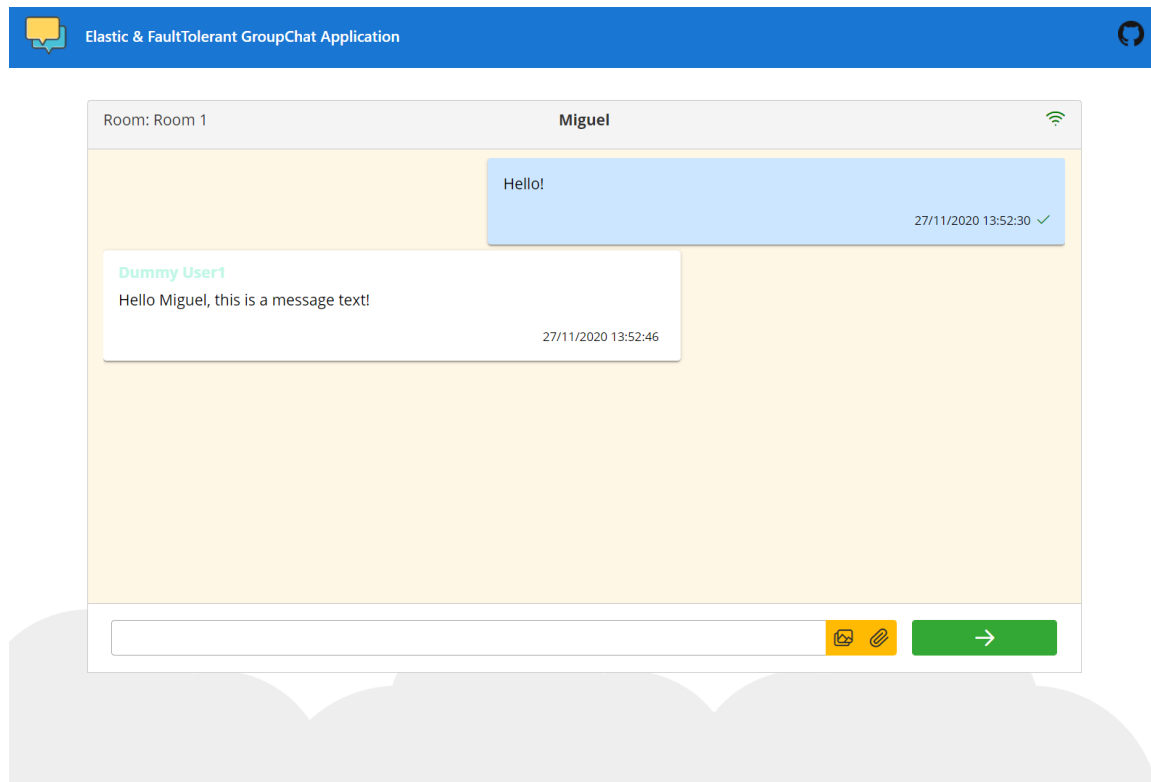 Elastic & FaultTolerant GroupChat Application
Room: Room 1
Miguel
Hello!
27/11/2020 13:52:30
Dummy User1
Hello Miguel, this is a message text!
27/11/2020 13:52:46